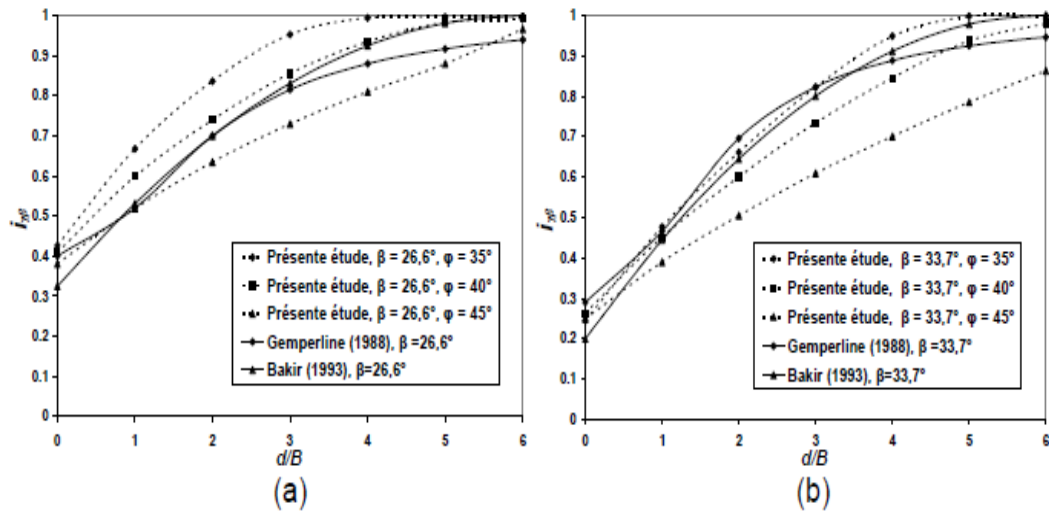 1
0.9
0.8
0.7
0.6
0.5
0.4
0.3
0.2
0.1
0
iγβ
Présente étude, β = 26,6°, φ = 35°
Présente étude, β = 26,6°, φ = 40°
Présente étude, β = 26,6°, φ = 45°
Gemperline (1988), β =26,6°
Bakir (1993), β=26,6°
0 1 2 3 4 5 6
d/B
(a)
1
0.9
0.8
0.7
0.6
0.5
0.4
0.3
0.2
0.1
0
iγβ
Présente étude, β = 33,7°, φ = 35°
Présente étude, β = 33,7°, φ = 40°
Présente étude, β = 33,7°, φ = 45°
Gemperline (1988), β =33,7°
Bakir (1993), β=33,7°
0 1 2 3 4 5 6
d/B
(b)